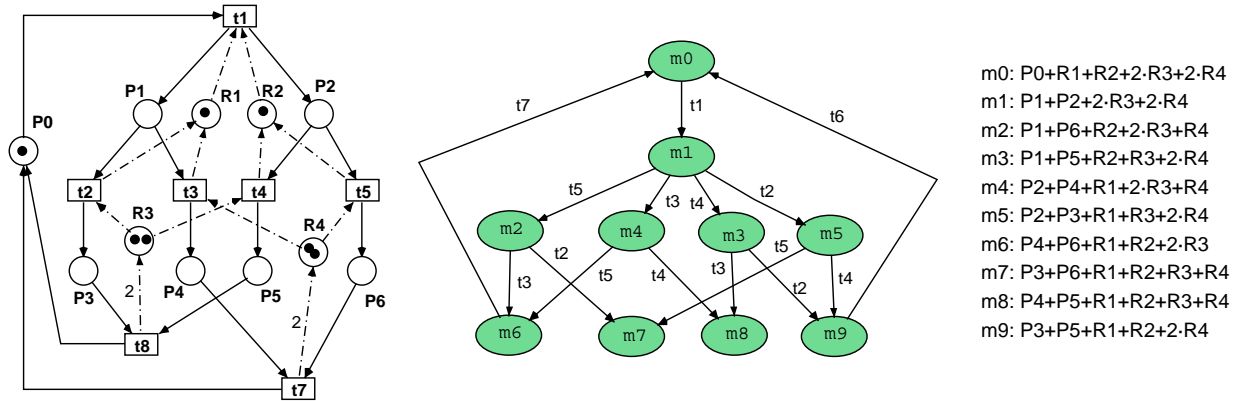 t1
P1
R1
R2
P2
P0
t2
t3
t4
t5
R3
R4
P3
P4
P5
P6
2
2
t8
t7
m0
t7
t1
t6
m1
t5
t3
t4
t2
m2
m4
m3
m5
t2
t5
t3
t5
t4
t3
t2
t4
m6
m7
m8
m9
m0: P0+R1+R2+2·R3+2·R4
m1: P1+P2+2·R3+2·R4
m2: P1+P6+R2+2·R3+R4
m3: P1+P5+R2+R3+2·R4
m4: P2+P4+R1+2·R3+R4
m5: P2+P3+R1+R3+2·R4
m6: P4+P6+R1+R2+2·R3
m7: P3+P6+R1+R2+R3+R4
m8: P4+P5+R1+R2+R3+R4
m9: P3+P5+R1+R2+2·R4